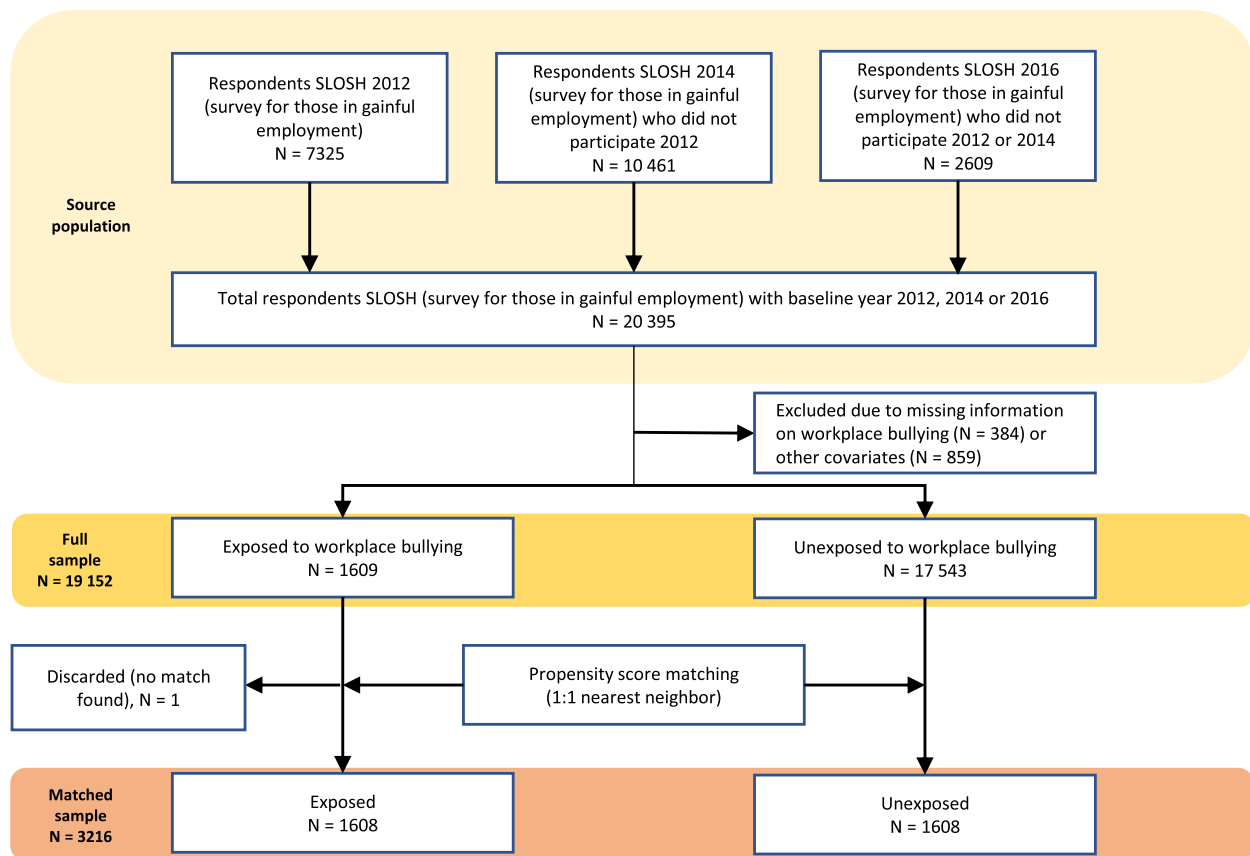 Respondents SLOSH 2012
(survey for those in gainful
employment)
N = 7325
Respondents SLOSH 2014
(survey for those in gainful
employment) who did not
participate 2012
N = 10 461
Respondents SLOSH 2016
(survey for those in gainful
employment) who did not
participate 2012 or 2014
N = 2609
Source
population
Total respondents SLOSH (survey for those in gainful employment) with baseline year 2012, 2014 or 2016
N = 20 395
Excluded due to missing information
on workplace bullying (N = 384) or
other covariates (N = 859)
Full
sample
N = 19 152
Exposed to workplace bullying
N = 1609
Unexposed to workplace bullying
N = 17 543
Discarded (no match
found), N = 1
Propensity score matching
(1:1 nearest neighbor)
Matched
sample
N = 3216
Exposed
N = 1608
Unexposed
N = 1608